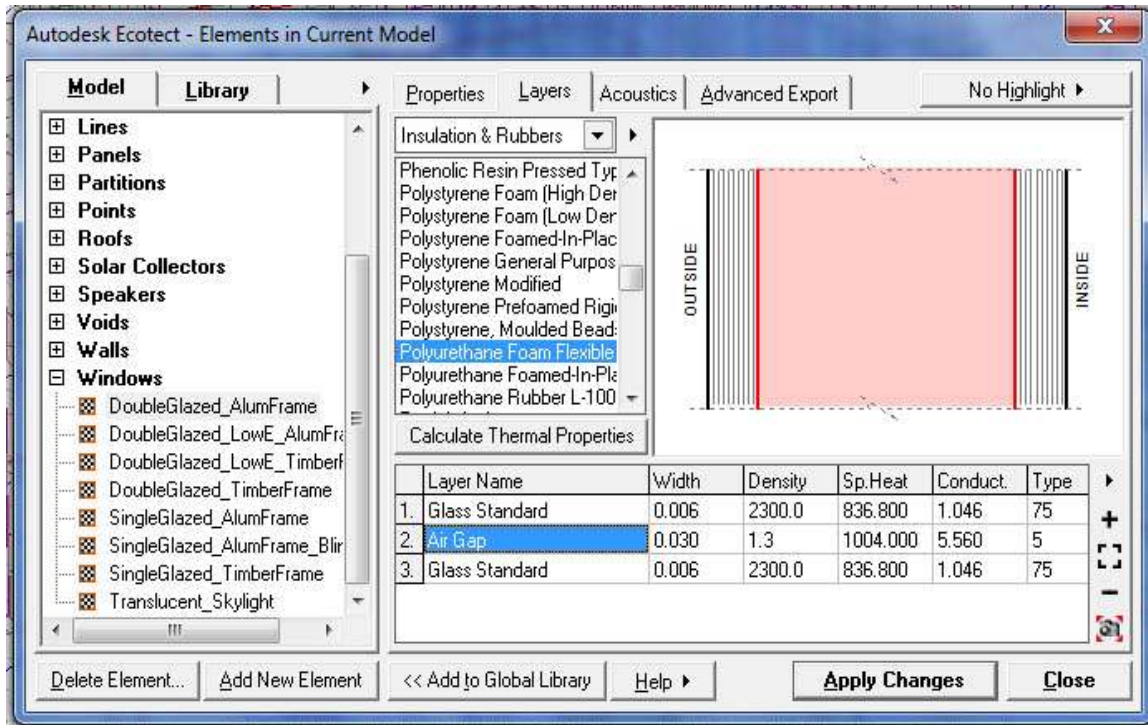 Autodesk Ecotect - Elements in Current Model
Model Library
Lines
Panels
Partitions
Points
Roofs
Solar Collectors
Speakers
Voids
Walls
Windows
DoubleGlazed_AlumFrame
DoubleGlazed_LowE_AlumFra
DoubleGlazed_LowE_TimberF
DoubleGlazed_TimberFrame
SingleGlazed_AlumFrame
SingleGlazed_AlumFrame_Blin
SingleGlazed_TimberFrame
Translucent_Skylight
Properties Layers Acoustics Advanced Export No Highlight
Insulation & Rubbers
Phenolic Resin Pressed Typ
Polystyrene Foam (High Der
Polystyrene Foam (Low Der
Polystyrene Foamed-In-Plac
Polystyrene General Purpos
Polystyrene Modified
Polystyrene Prefoamed Rigi
Polystyrene, Moulded Bead
Polyurethane Foam Flexible
Polyurethane Foamed-In-Pla
Polyurethane Rubber L-100
Calculate Thermal Properties
OUTSIDE
INSIDE
Layer Name Width Density Sp.Heat Conduct. Type
1. Glass Standard 0.006 2300.0 836.800 1.046 75
2. Air Gap 0.030 1.3 1004.000 5.560 5
3. Glass Standard 0.006 2300.0 836.800 1.046 75
Delete Element... Add New Element << Add to Global Library Help Apply Changes Close